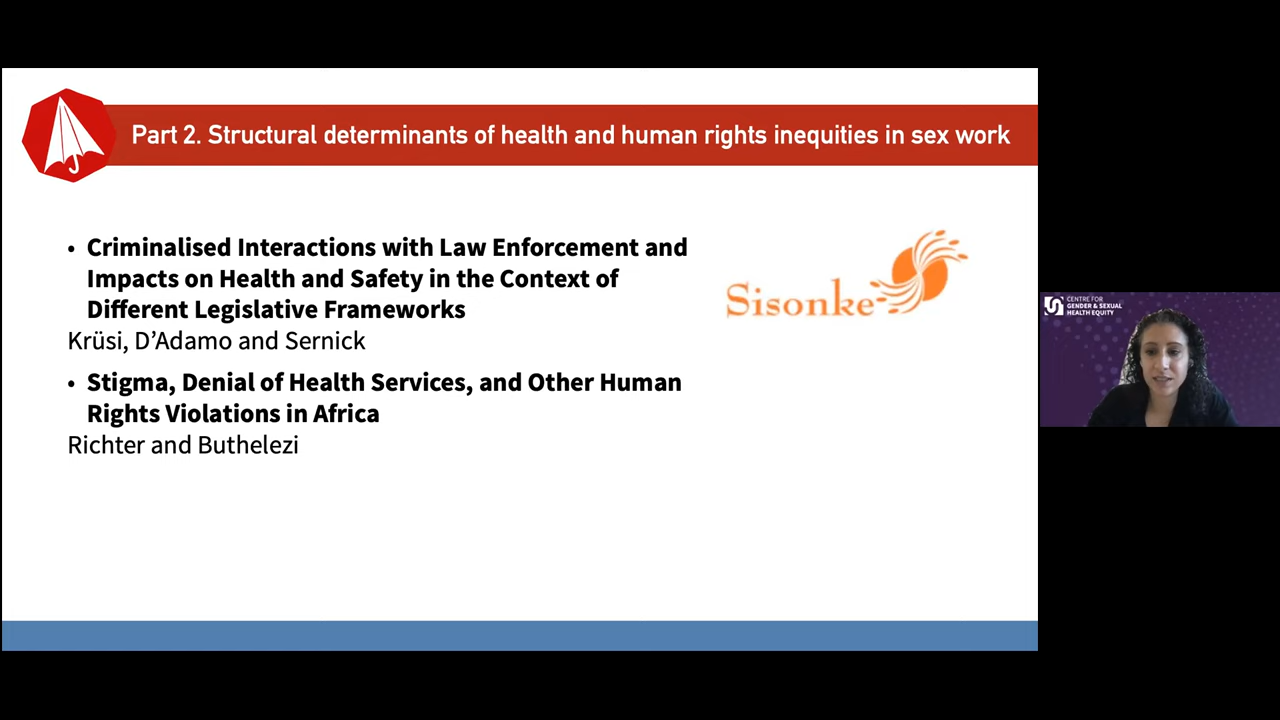 Part 2. Structural determinants of health and human rights inequities in sex work
• Criminalised Interactions with Law Enforcement and
Impacts on Health and Safety in the Context of
Different Legislative Frameworks
Krüsi, D’Adamo and Sernick
• Stigma, Denial of Health Services, and Other Human
Rights Violations in Africa
Richter and Buthelezi
Sisonke
CENTRE FOR
GENDER & SEXUAL
HEALTH EQUITY